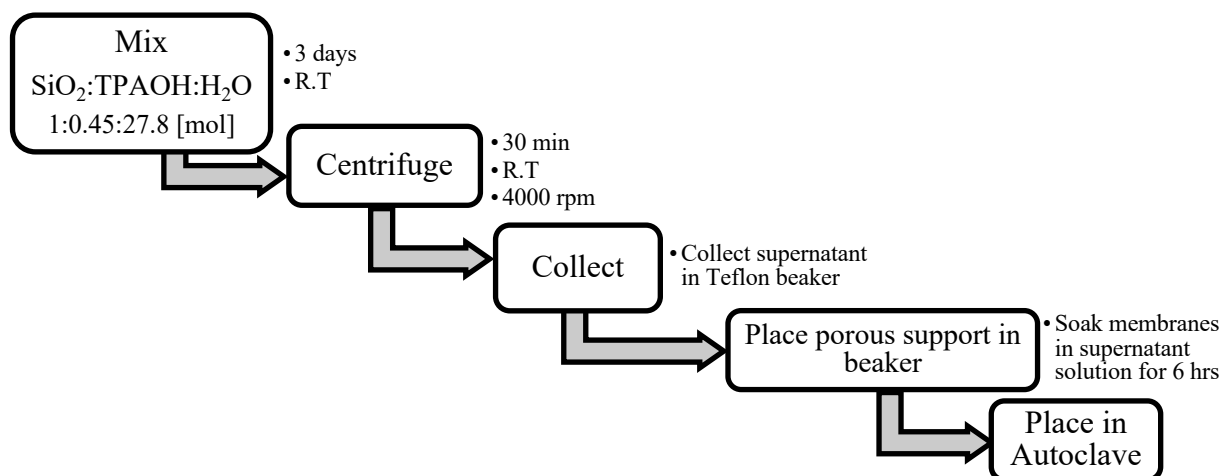 Mix
SiO₂:TPAOH:H₂O
1:0.45:27.8 [mol]
• 3 days
• R.T
Centrifuge
• 30 min
• R.T
• 4000 rpm
Collect
• Collect supernatant
in Teflon beaker
Place porous support in
beaker
• Soak membranes
in supernatant
solution for 6 hrs
Place in
Autoclave